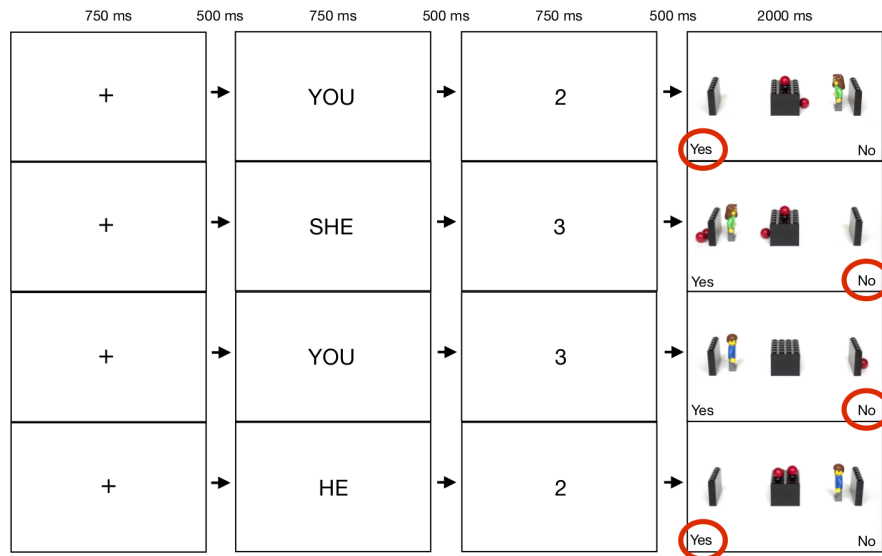 750 ms 500 ms 750 ms 500 ms 750 ms 500 ms 2000 ms
+ YOU 2
Yes No
+ SHE 3
Yes No
+ YOU 3
Yes No
+ HE 2
Yes No